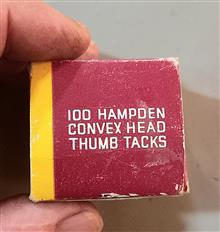 100 HAMPDEN
CONVEX HEAD
THUMB TACKS